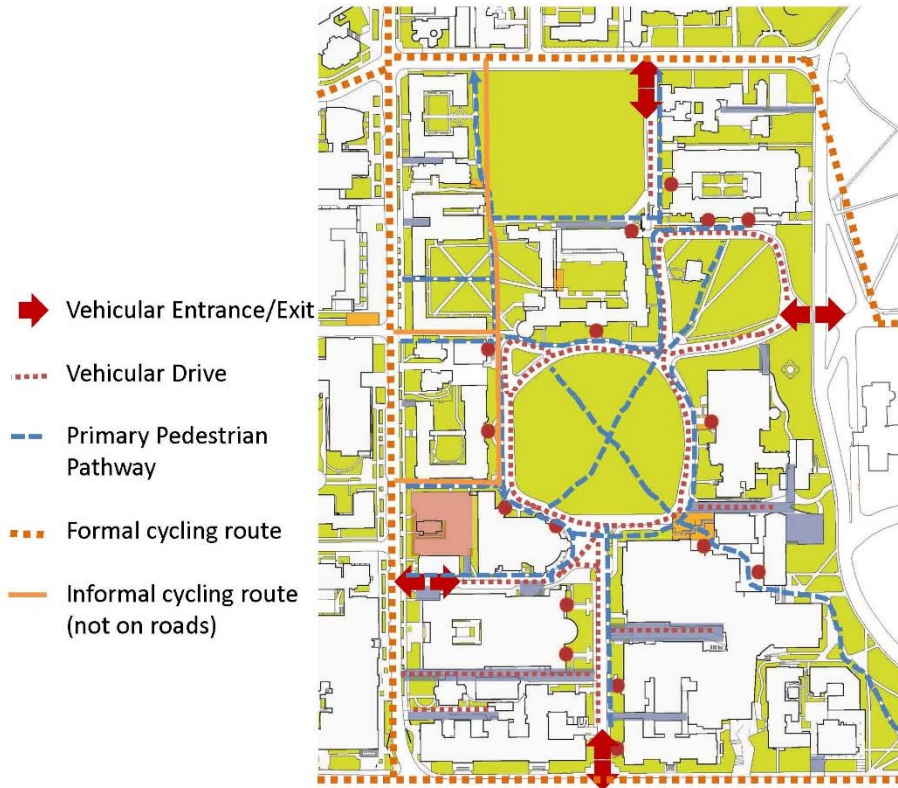 Vehicular Entrance/Exit
Vehicular Drive
Primary Pedestrian
Pathway
Formal cycling route
Informal cycling route
(not on roads)